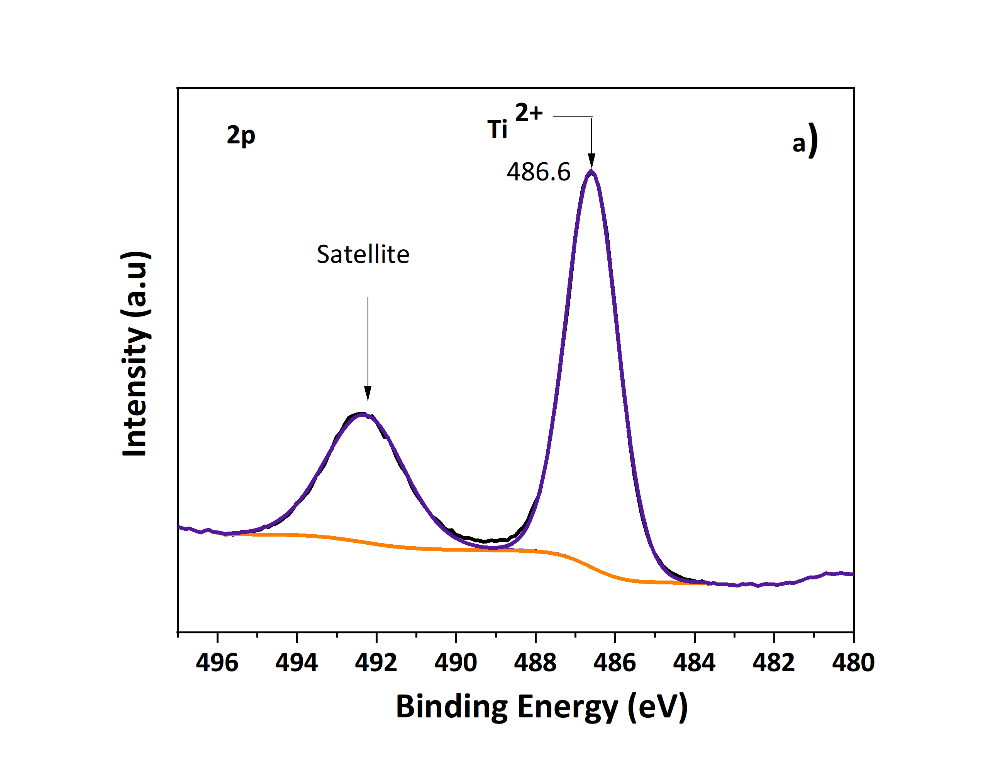 2p
Ti 2+
a)
486.6
Satellite
Intensity (a.u)
496 494 492 490 488 486 484 482 480
Binding Energy (eV)